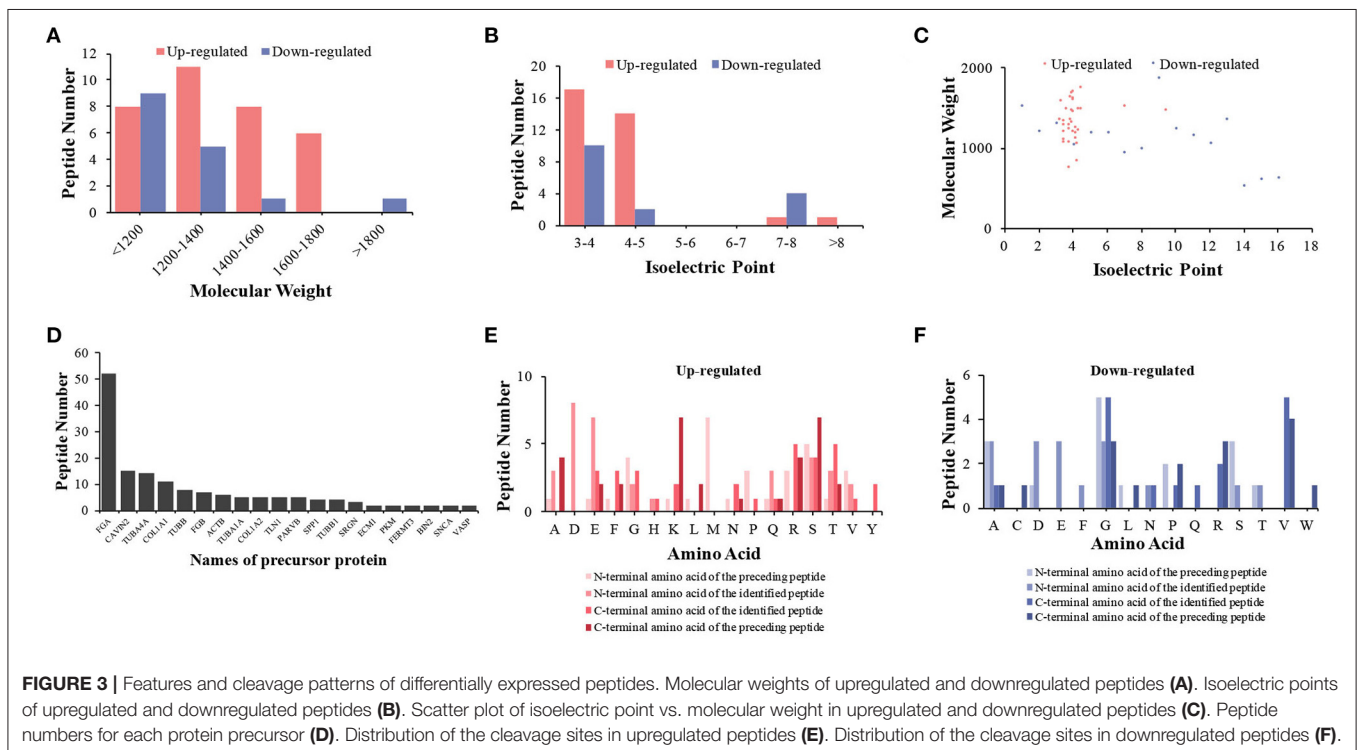 A
Up-regulated Down-regulated
Peptide Number
12
10
8
6
4
2
0
<1200
1200-1400
1400-1600
1600-1800
>1800
Molecular Weight
B
Up-regulated Down-regulated
Peptide Number
20
16
12
8
4
0
3-4 4-5 5-6 6-7 7-8 >8
Isoelectric Point
C
Up-regulated Down-regulated
Molecular Weight
2000
1000
0
0 2 4 6 8 10 12 14 16 18
Isoelectric Point
D
Peptide Number
60
50
40
30
20
10
0
FGA
CAVIN2
TUBA4A
COL1A1
TUBB
FGB
ACTB
TUBA1A
COL1A2
TLN1
PARVB
SPP1
TUBB1
SRGN
ECM1
PKM
FERMT3
BIN2
SNCA
VASP
Names of precursor protein
E
Up-regulated
Peptide Number
10
5
0
A D E F G H K L M N P Q R S T V Y
Amino Acid
N-terminal amino acid of the preceding peptide
N-terminal amino acid of the identified peptide
C-terminal amino acid of the identified peptide
C-terminal amino acid of the preceding peptide
F
Down-regulated
Peptide Number
6
4
2
0
A C D E F G L N P Q R S T V W
Amino Acid
N-terminal amino acid of the preceding peptide
N-terminal amino acid of the identified peptide
C-terminal amino acid of the identified peptide
C-terminal amino acid of the preceding peptide
FIGURE 3 | Features and cleavage patterns of differentially expressed peptides. Molecular weights of upregulated and downregulated peptides (A). Isoelectric points
of upregulated and downregulated peptides (B). Scatter plot of isoelectric point vs. molecular weight in upregulated and downregulated peptides (C). Peptide
numbers for each protein precursor (D). Distribution of the cleavage sites in upregulated peptides (E). Distribution of the cleavage sites in downregulated peptides (F).